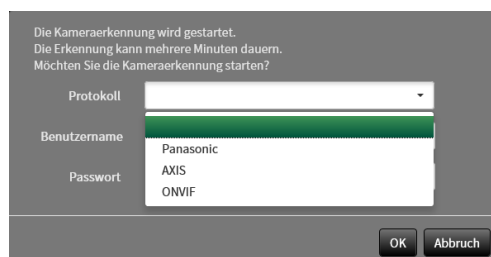 Die Kameraerkennung wird gestartet.
Die Erkennung kann mehrere Minuten dauern.
Möchten Sie die Kameraerkennung starten?
Protokoll
Benutzername
Panasonic
Passwort
AXIS
ONVIF
OK Abbruch